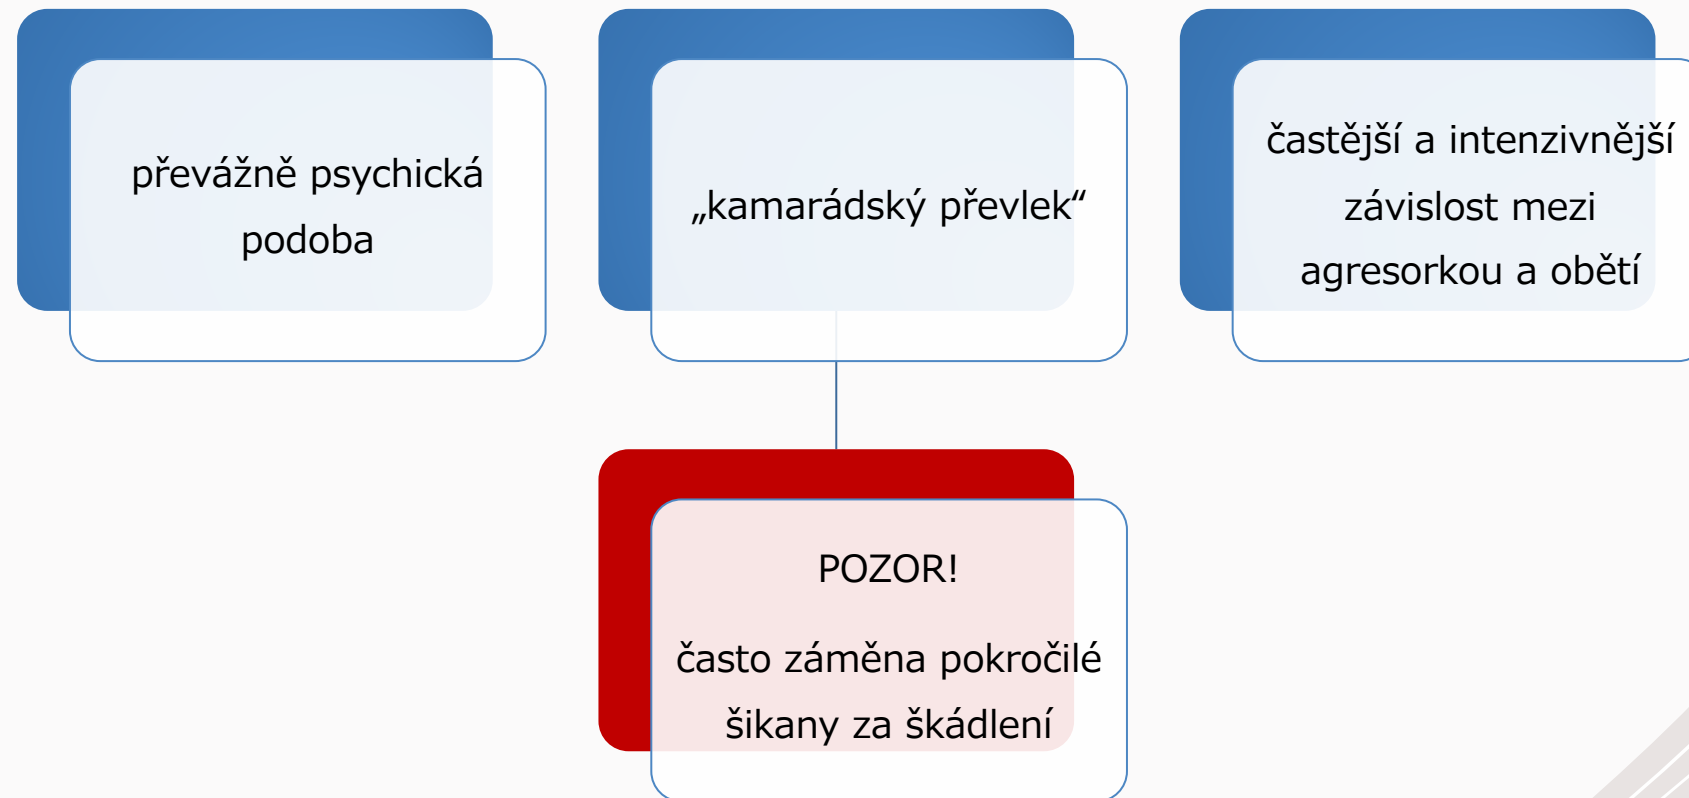 převážně psychická
podoba
„kamarádský převlek“
častější a intenzivnější
závislost mezi
agresorkou a obětí
POZOR!
často záměna pokročilé
šikany za škádlení